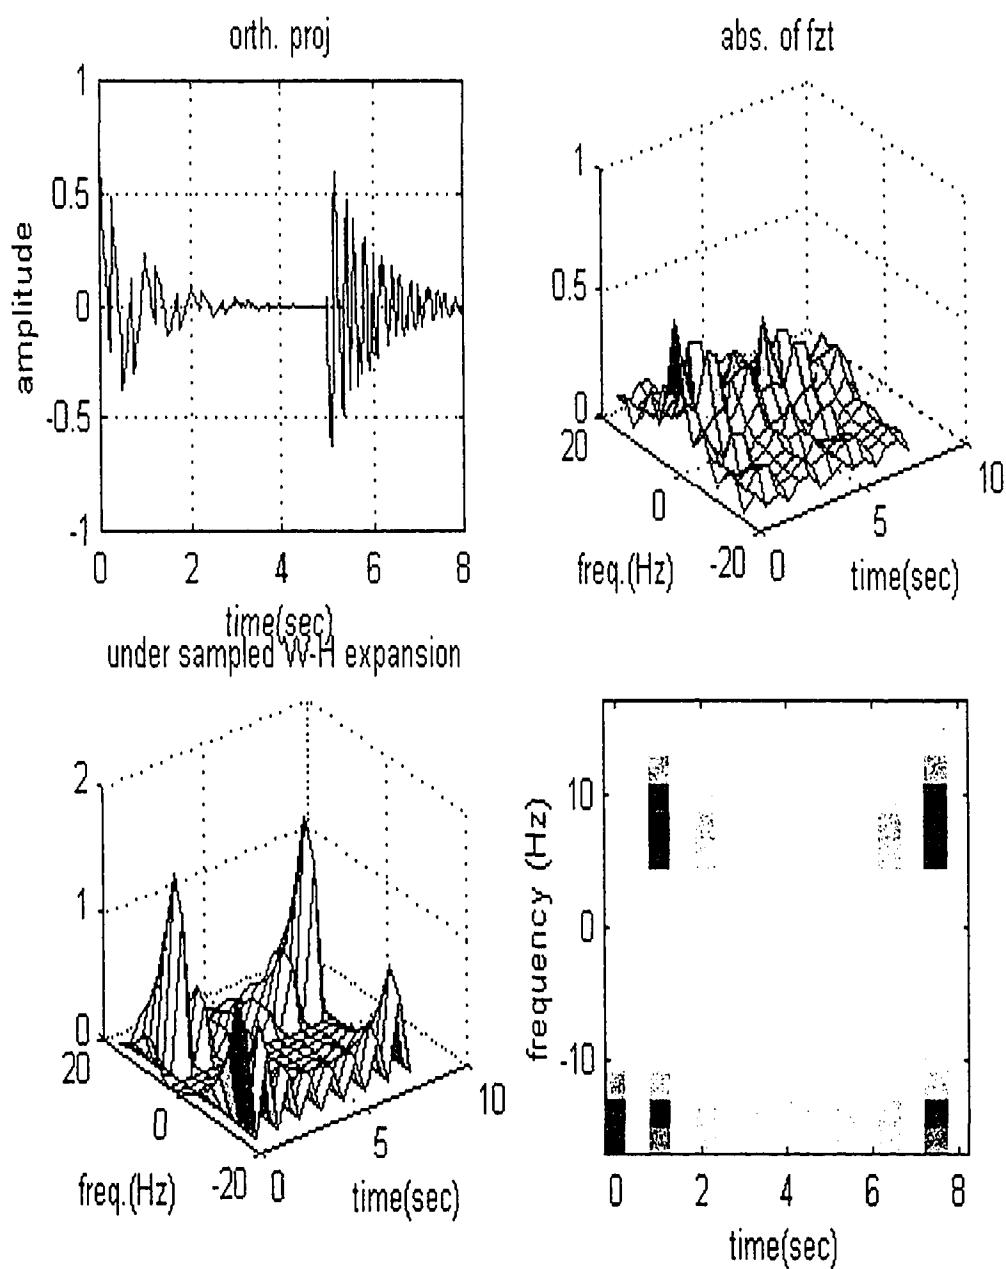 orth. proj
1
0.5
0
-0.5
-1
amplitude
0 2 4 6 8
time(sec)
abs. of fzt
1
0.5
0
20
0
-20
freq.(Hz)
0
5
10
time(sec)
under sampled W-H expansion
2
1
0
20
0
-20
freq.(Hz)
0
5
10
time(sec)
10
0
-10
frequency (Hz)
0 2 4 6 8
time(sec)